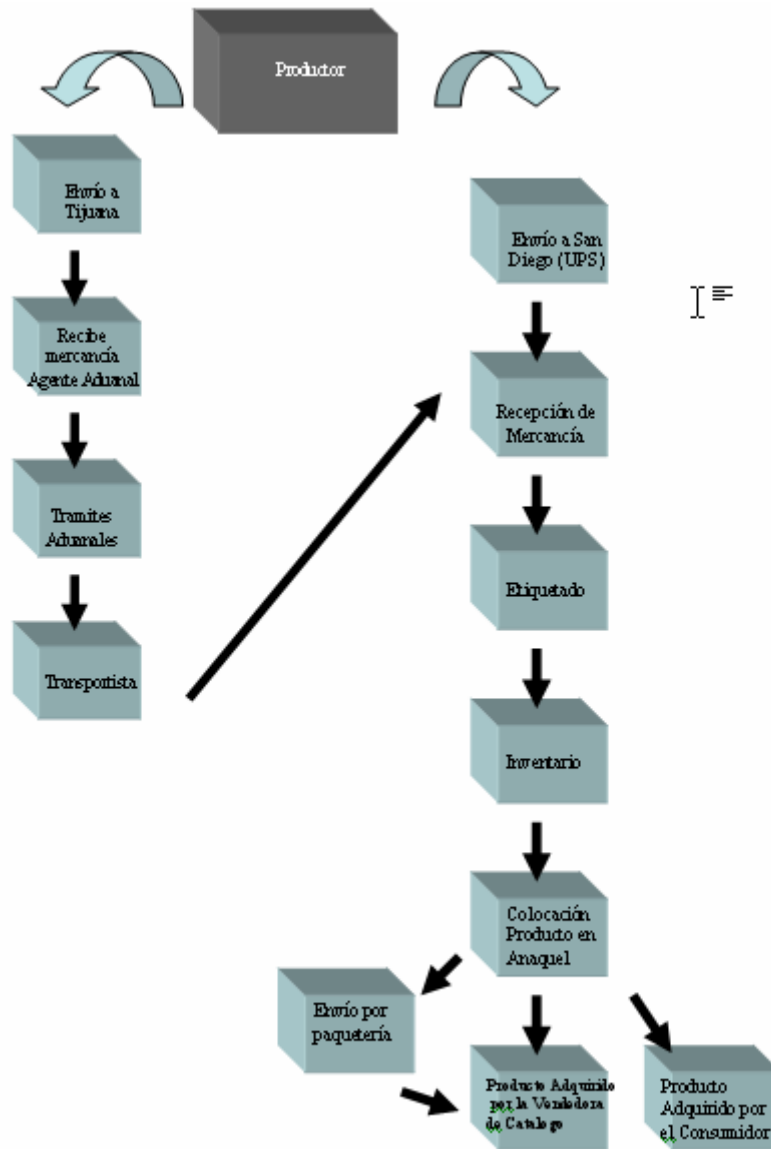 Productor
Envío a
Tijuana
Recibe
mercancía
Agente Aduanal
Tramites
Aduanales
Transportista
Envío a San
Diego (UPS)
Recepción de
Mercancía
Etiquetado
Inventario
Colocación
Producto en
Anaquel
Envío por
paquetería
Producto Adquirido
por la Vendedora
de Catalogo
Producto
Adquirido por
el Consumidor